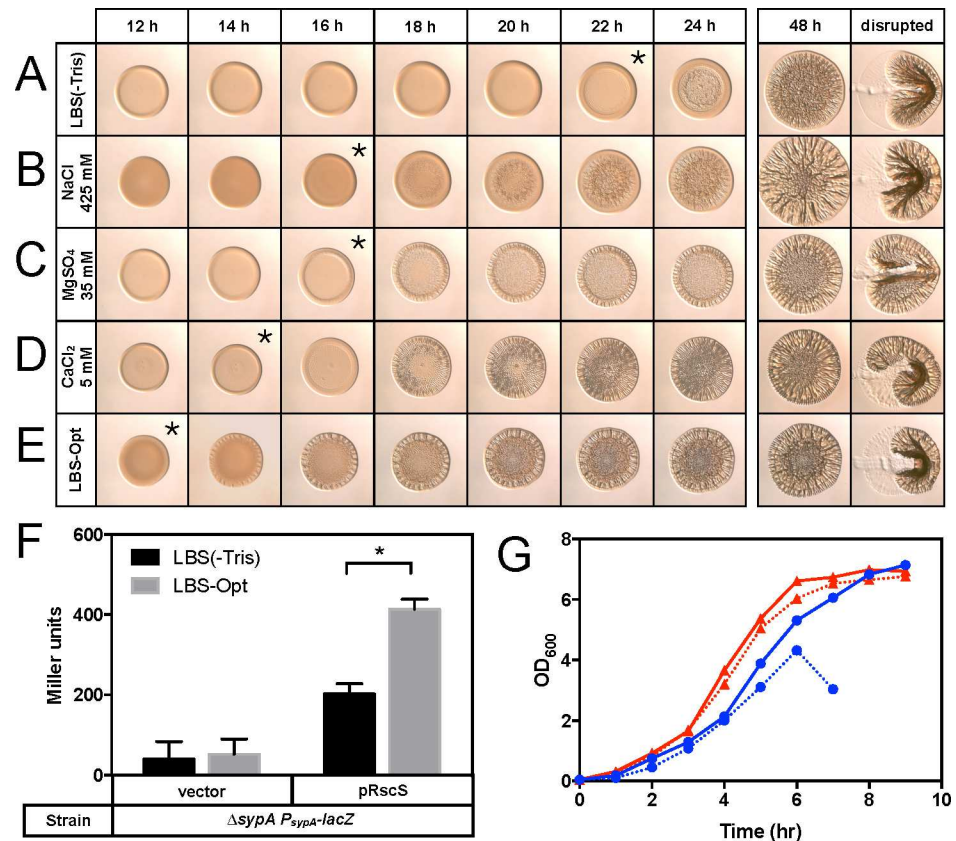 12 h 14 h 16 h 18 h 20 h 22 h 24 h 48 h disrupted
A LBS(-Tris) *
B NaCl 425 mM *
C MgSO₄ 35 mM *
D CaCl₂ 5 mM *
E LBS-Opt *
F
600
400
200
0
Miller units
LBS(-Tris)
LBS-Opt
*
vector pRscS
Strain ΔsypA PsypA-lacZ
G
8
6
4
2
0
OD₆₀₀
0 2 4 6 8 10
Time (hr)